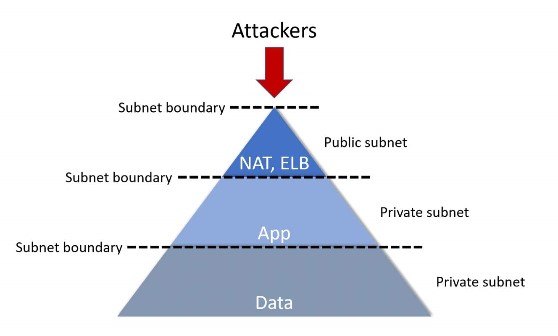 Attackers
Subnet boundary
Public subnet
NAT, ELB
Subnet boundary
Private subnet
App
Subnet boundary
Private subnet
Data